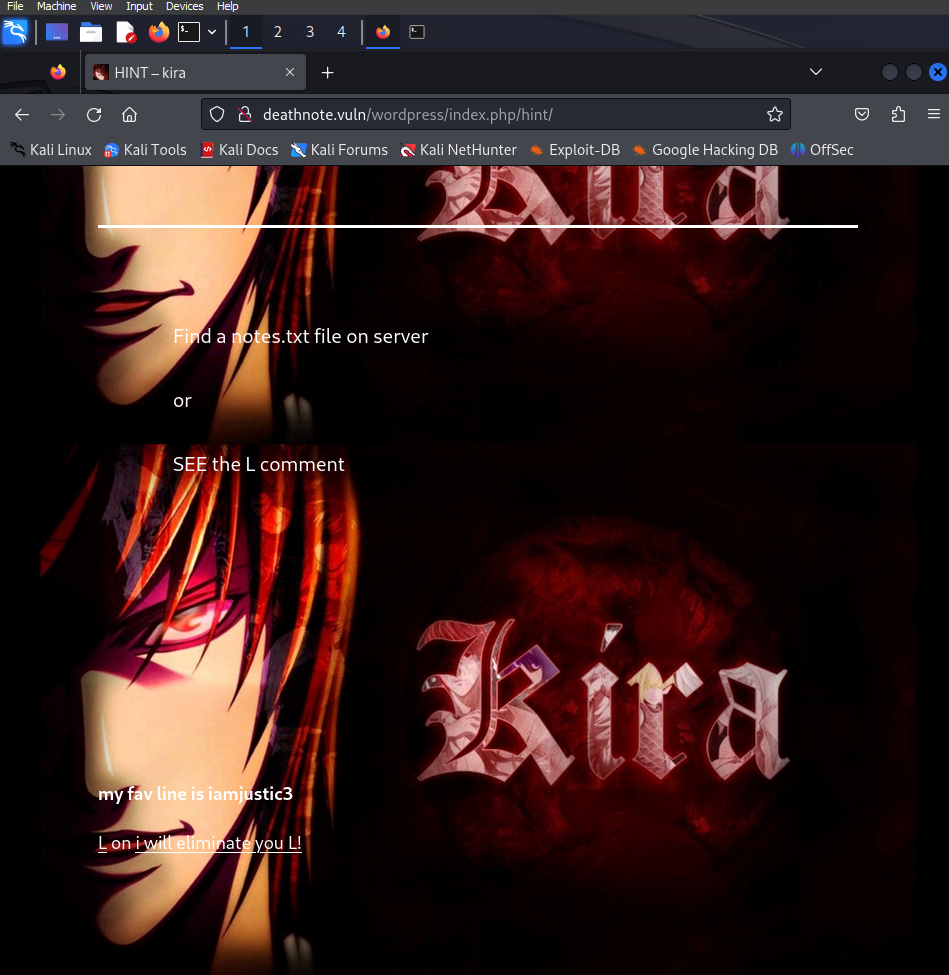 File Machine View Input Devices Help
1 2 3 4
HINT – kira
deathnote.vuln/wordpress/index.php/hint/
Kali Linux Kali Tools Kali Docs Kali Forums Kali NetHunter Exploit-DB Google Hacking DB OffSec
Kira
Find a notes.txt file on server
or
SEE the L comment
Kira
my fav line is iamjustic3
L on i will eliminate you L!